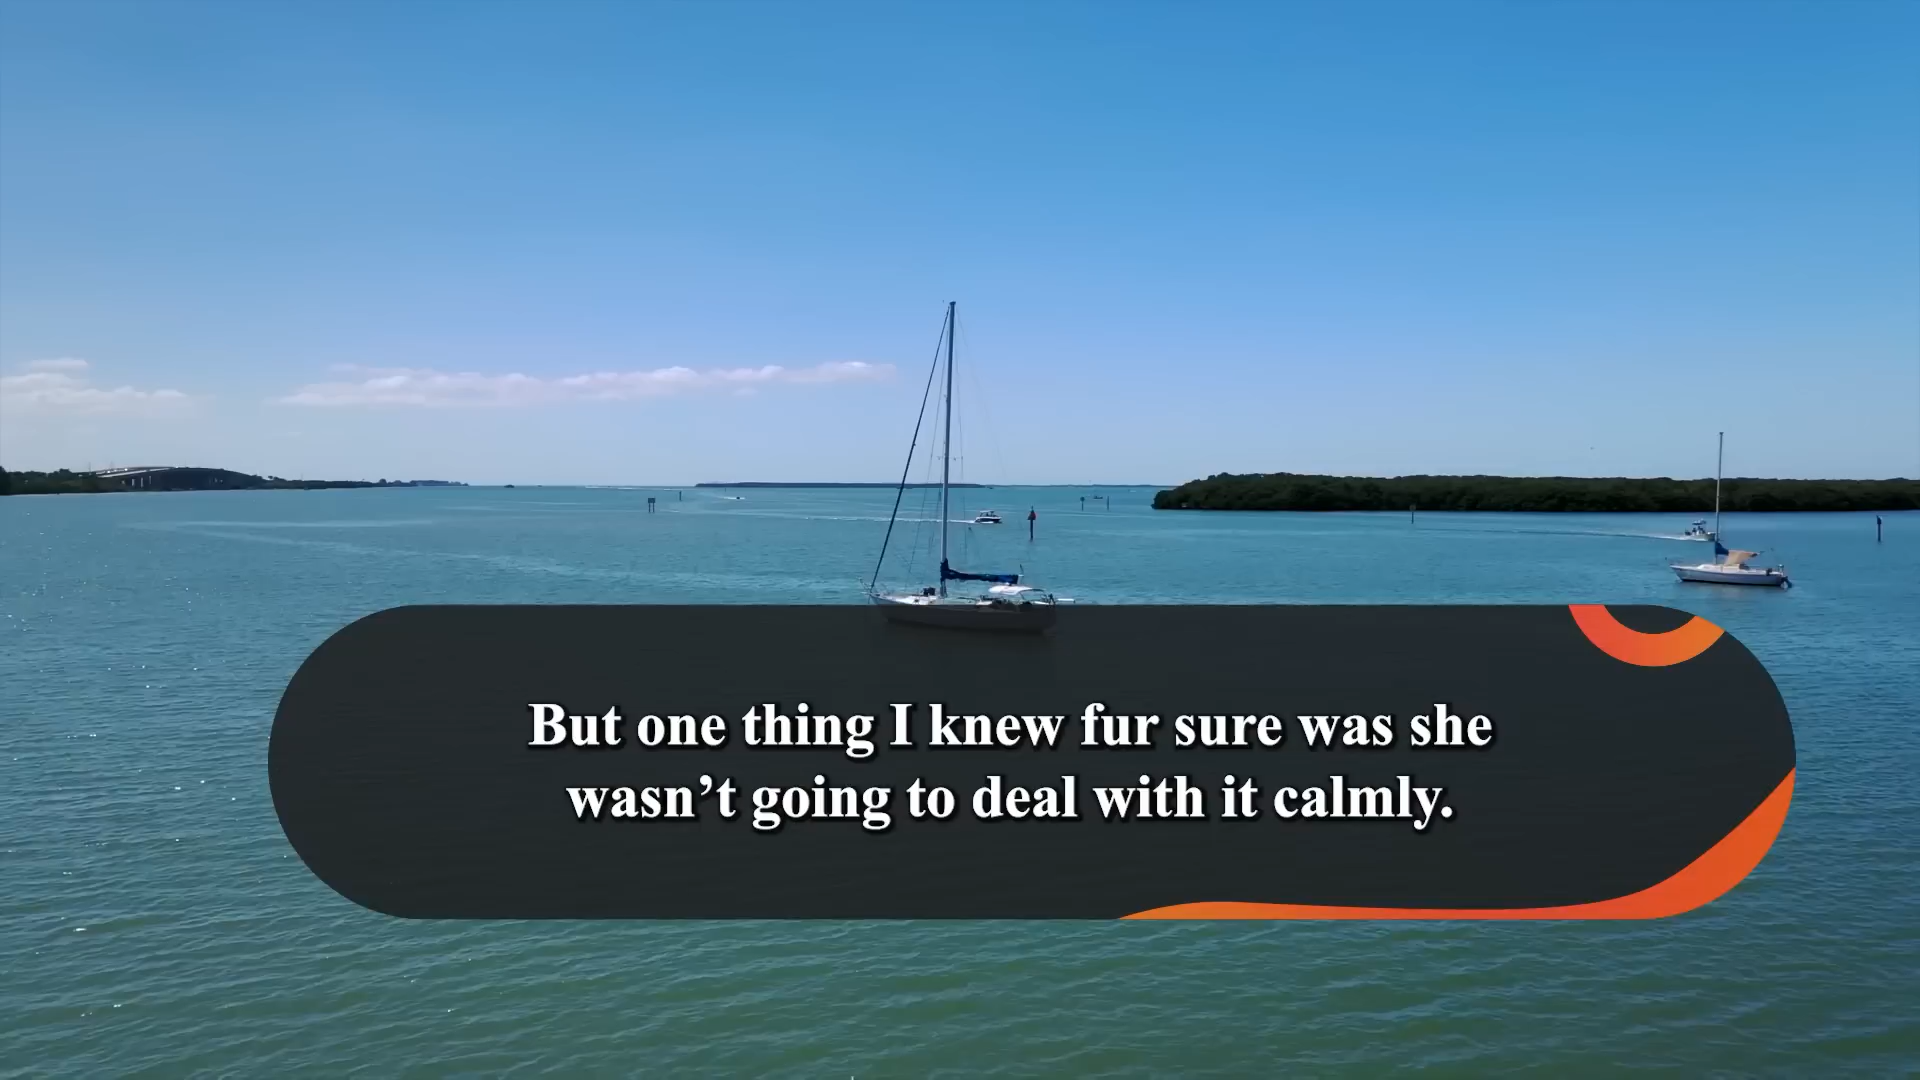 But one thing I knew fur sure was she
wasn’t going to deal with it calmly.